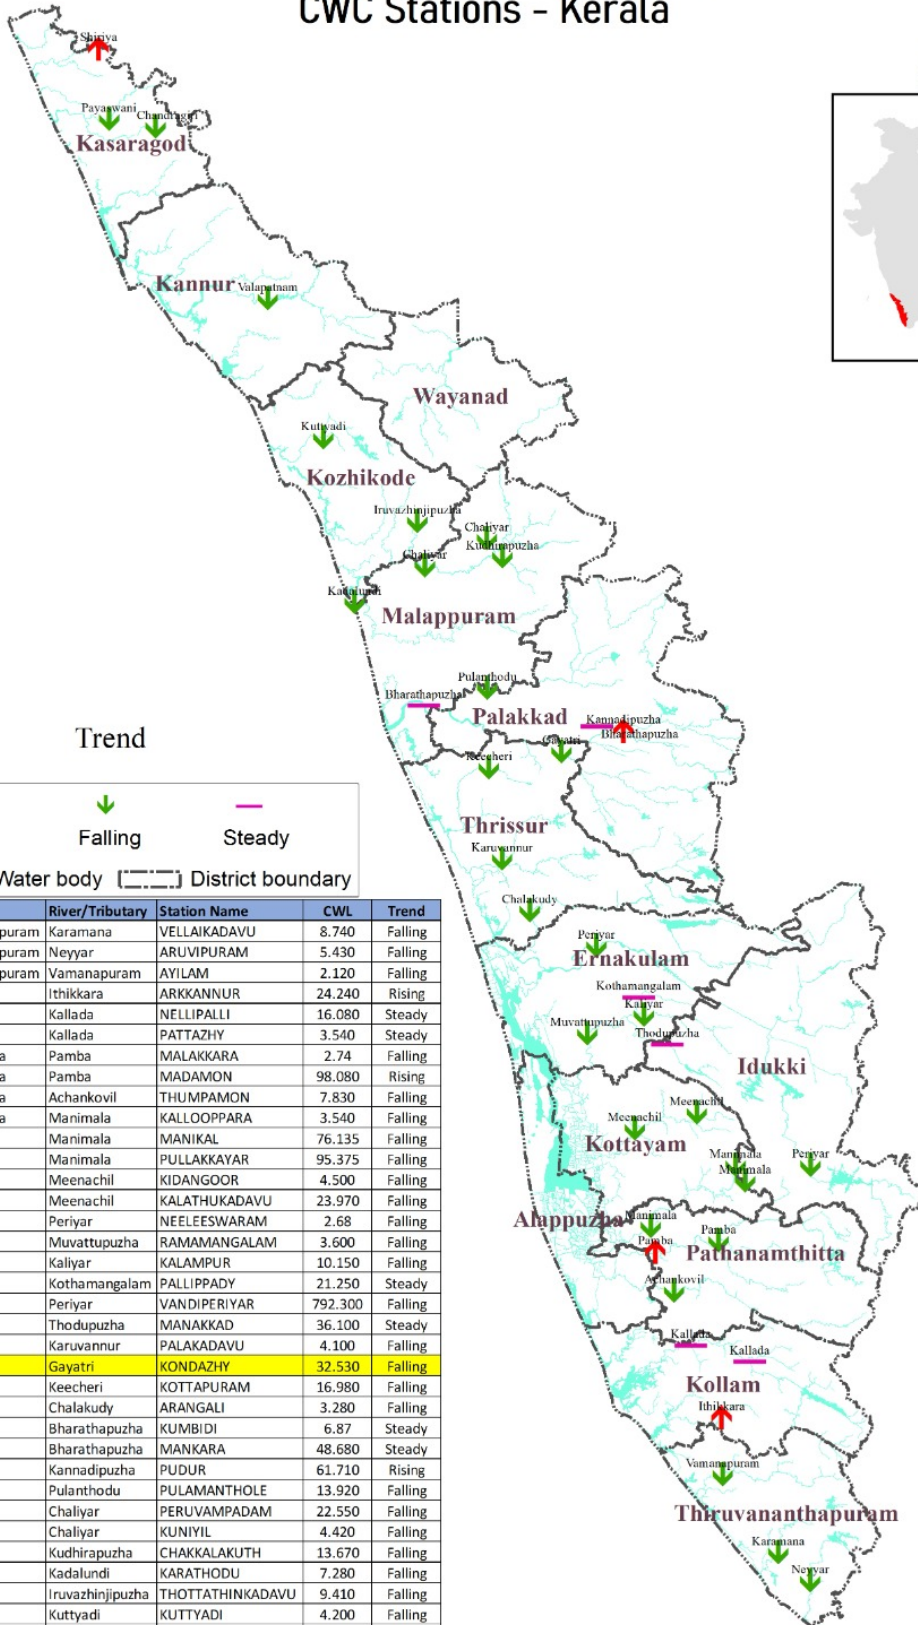 CWC Stations - Kerala
Shiriya
Payaswani
Chandragiri
Kasaragod
Kannur
Valapatnam
Wayanad
Kuttyadi
Kozhikode
Iruvazhinjipuzha
Chaliyar
Kudhirapuzha
Chaliyar
Kadalundi
Malappuram
Pulanthodu
Bharathapuzha
Palakkad
Kannadipuzha
Bharathapuzha
Gayatri
Keecheri
Thrissur
Karuvannur
Chalakudy
Periyar
Ernakulam
Kothamangalam
Kaliyar
Muvattupuzha
Thodupuzha
Idukki
Meenachil
Meenachil
Kottayam
Manimala
Manimala
Periyar
Alappuzha
Manimala
Pamba
Pamba
Pathanamthitta
Achankovil
Kallada
Kallada
Kollam
Ithikkara
Vamanapuram
Thiruvananthapuram
Karamana
Neyyar
Trend
Falling Steady
Water body District boundary
River/Tributary Station Name CWL Trend
puram Karamana VELLAIKADAVU 8.740 Falling
puram Neyyar ARUVIPURAM 5.430 Falling
puram Vamanapuram AYILAM 2.120 Falling
Ithikkara ARKKANNUR 24.240 Rising
Kallada NELLIPALLI 16.080 Steady
Kallada PATTAZHY 3.540 Steady
a Pamba MALAKKARA 2.74 Falling
a Pamba MADAMON 98.080 Rising
a Achankovil THUMPAMON 7.830 Falling
a Manimala KALLOOPPARA 3.540 Falling
Manimala MANIKAL 76.135 Falling
Manimala PULLAKKAYAR 95.375 Falling
Meenachil KIDANGOOR 4.500 Falling
Meenachil KALATHUKADAVU 23.970 Falling
Periyar NEELEESWARAM 2.68 Falling
Muvattupuzha RAMAMANGALAM 3.600 Falling
Kaliyar KALAMPUR 10.150 Falling
Kothamangalam PALLIPPADY 21.250 Steady
Periyar VANDIPERIYAR 792.300 Falling
Thodupuzha MANAKKAD 36.100 Steady
Karuvannur PALAKADAVU 4.100 Falling
Gayatri KONDAZHY 32.530 Falling
Keecheri KOTTAPURAM 16.980 Falling
Chalakudy ARANGALI 3.280 Falling
Bharathapuzha KUMBIDI 6.87 Steady
Bharathapuzha MANKARA 48.680 Steady
Kannadipuzha PUDUR 61.710 Rising
Pulanthodu PULAMANTHOLE 13.920 Falling
Chaliyar PERUVAMPADAM 22.550 Falling
Chaliyar KUNIYIL 4.420 Falling
Kudhirapuzha CHAKKALAKUTH 13.670 Falling
Kadalundi KARATHODU 7.280 Falling
Iruvazhinjipuzha THOTTATHINKADAVU 9.410 Falling
Kuttyadi KUTTYADI 4.200 Falling